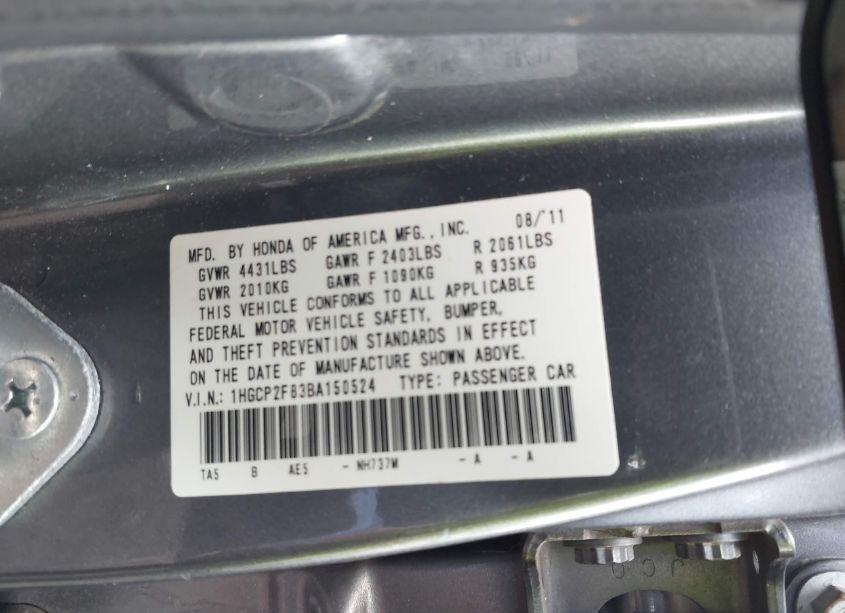 MFD. BY HONDA OF AMERICA MFG., INC. 08/'11
GVWR 4431LBS GAWR F 2403LBS R 2061LBS
GVWR 2010KG GAWR F 1090KG R 935KG
THIS VEHICLE CONFORMS TO ALL APPLICABLE
FEDERAL MOTOR VEHICLE SAFETY, BUMPER,
AND THEFT PREVENTION STANDARDS IN EFFECT
ON THE DATE OF MANUFACTURE SHOWN ABOVE.
V.I.N.: 1HGCP2F83BA150524 TYPE: PASSENGER CAR
TA5 B AE5 - NH737M - A - A